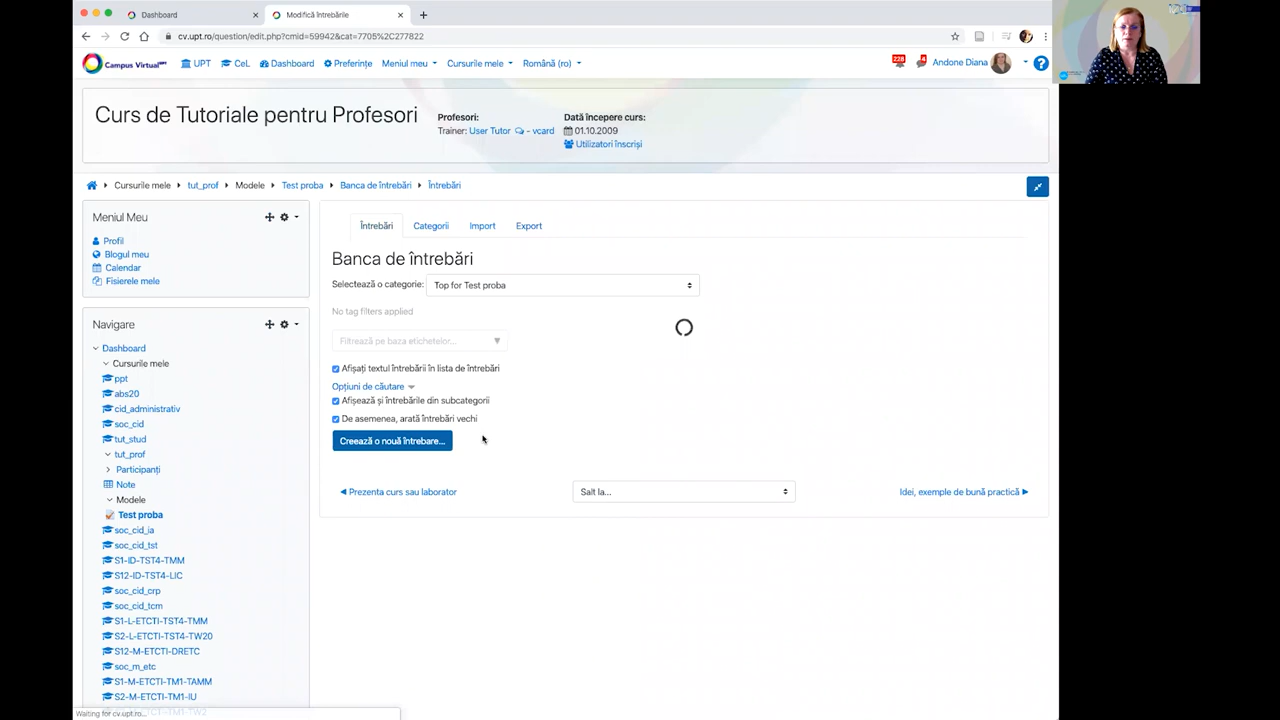 Dashboard
Modifică întrebările
cv.upt.ro/question/edit.php?cmid=59942&cat=7705%2C277822
Campus Virtual UPT
UPT
CeL
Dashboard
Preferințe
Meniul meu
Cursurile mele
Română (ro)
228
Andone Diana
Curs de Tutoriale pentru Profesori
Profesori:
Trainer: User Tutor - vcard
Dată începere curs:
01.10.2009
Utilizatori înscriși
Cursurile mele
tut_prof
Modele
Test proba
Banca de întrebări
Întrebări
Meniul Meu
Profil
Blogul meu
Calendar
Fisierele mele
Navigare
Dashboard
Cursurile mele
ppt
abs20
cid_administrativ
soc_cid
tut_stud
tut_prof
Participanți
Note
Modele
Test proba
soc_cid_ia
soc_cid_tst
S1-ID-TST4-TMM
S12-ID-TST4-LIC
soc_cid_crp
soc_cid_tcm
S1-L-ETCTI-TST4-TMM
S2-L-ETCTI-TST4-TW20
S12-M-ETCTI-DRETC
soc_m_etc
S1-M-ETCTI-TM1-TAMM
S2-M-ETCTI-TM1-IU
Waiting for cv.upt.ro...
Întrebări
Categorii
Import
Export
Banca de întrebări
Selectează o categorie:
Top for Test proba
No tag filters applied
Filtrează pe baza etichetelor...
Afișați textul întrebării în lista de întrebări
Opțiuni de căutare
Afișează și întrebările din subcategorii
De asemenea, arată întrebări vechi
Creează o nouă întrebare...
◀ Prezenta curs sau laborator
Salt la...
Idei, exemple de bună practică ▶